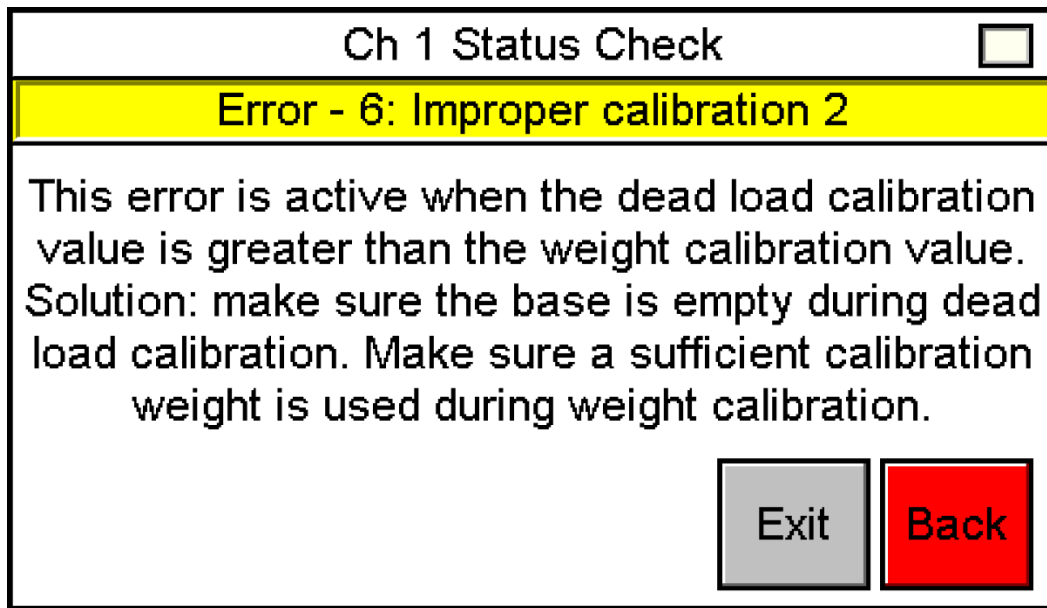 Ch 1 Status Check
Error - 6: Improper calibration 2
This error is active when the dead load calibration
value is greater than the weight calibration value.
Solution: make sure the base is empty during dead
load calibration. Make sure a sufficient calibration
weight is used during weight calibration.
Exit
Back